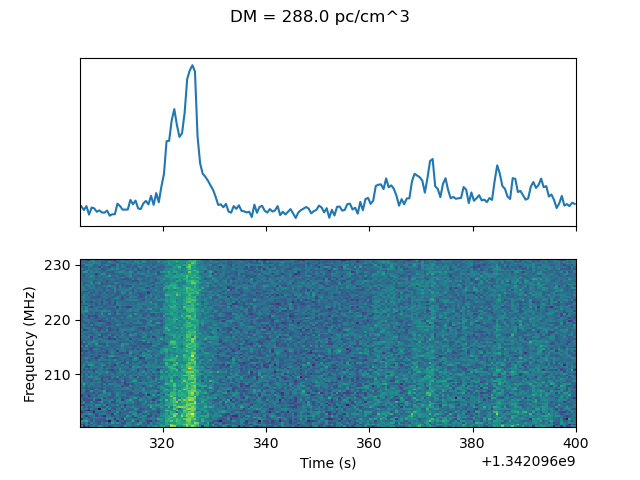 DM = 288.0 pc/cm^3
230
220
210
Frequency (MHz)
320 340 360 380 400
Time (s)
+1.342096e9